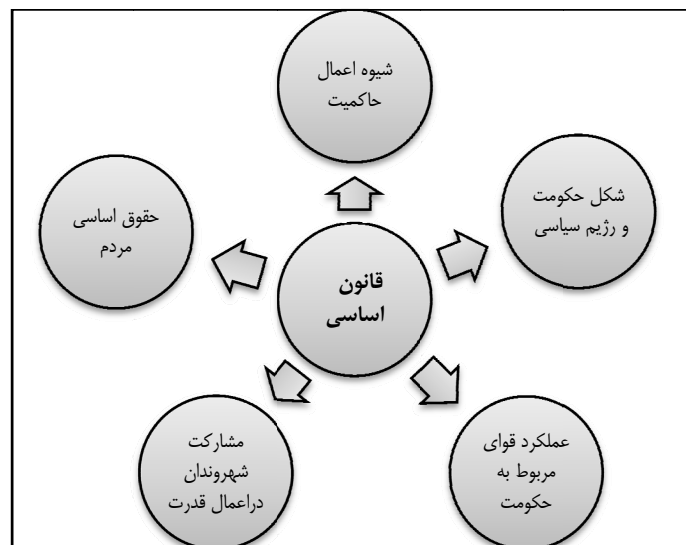 شیوه اعمال
حاکمیت
شکل حکومت
و رژیم سیاسی
حقوق اساسی
مردم
قانون
اساسی
عملکرد قوای
مربوط به
حکومت
مشارکت
شهروندان
دراعمال قدرت